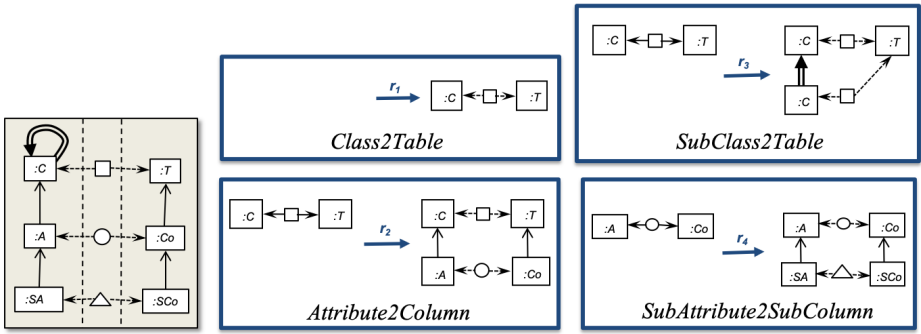 :C :T
:A :Co
:SA :SCo
r1
:C :T
Class2Table
:C :T
r3
:C :T
:C
SubClass2Table
:C :T
r2
:C :T
:A :Co
Attribute2Column
:A :Co
r4
:A :Co
:SA :SCo
SubAttribute2SubColumn